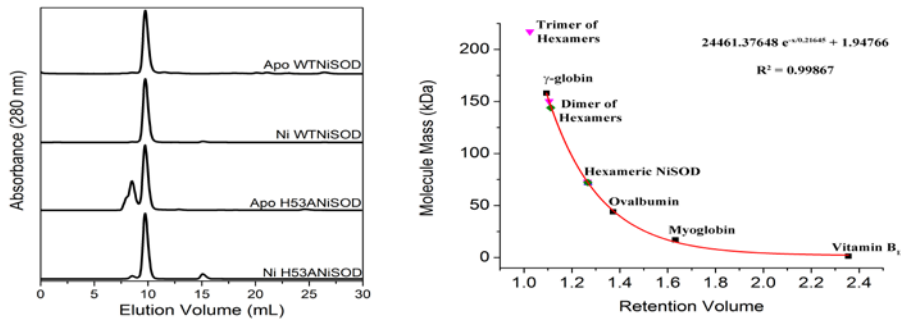 Absorbance (280 nm)
Apo WTNiSOD
Ni WTNiSOD
Apo H53ANiSOD
Ni H53ANiSOD
0 5 10 15 20 25 30
Elution Volume (mL)
Molecule Mass (kDa)
200
150
100
50
0
Trimer of
Hexamers
24461.37648 e-x/0.21645 + 1.94766
R2 = 0.99867
γ-globin
Dimer of
Hexamers
Hexameric NiSOD
Ovalbumin
Myoglobin
Vitamin B
1.0 1.2 1.4 1.6 1.8 2.0 2.2 2.4
Retention Volume